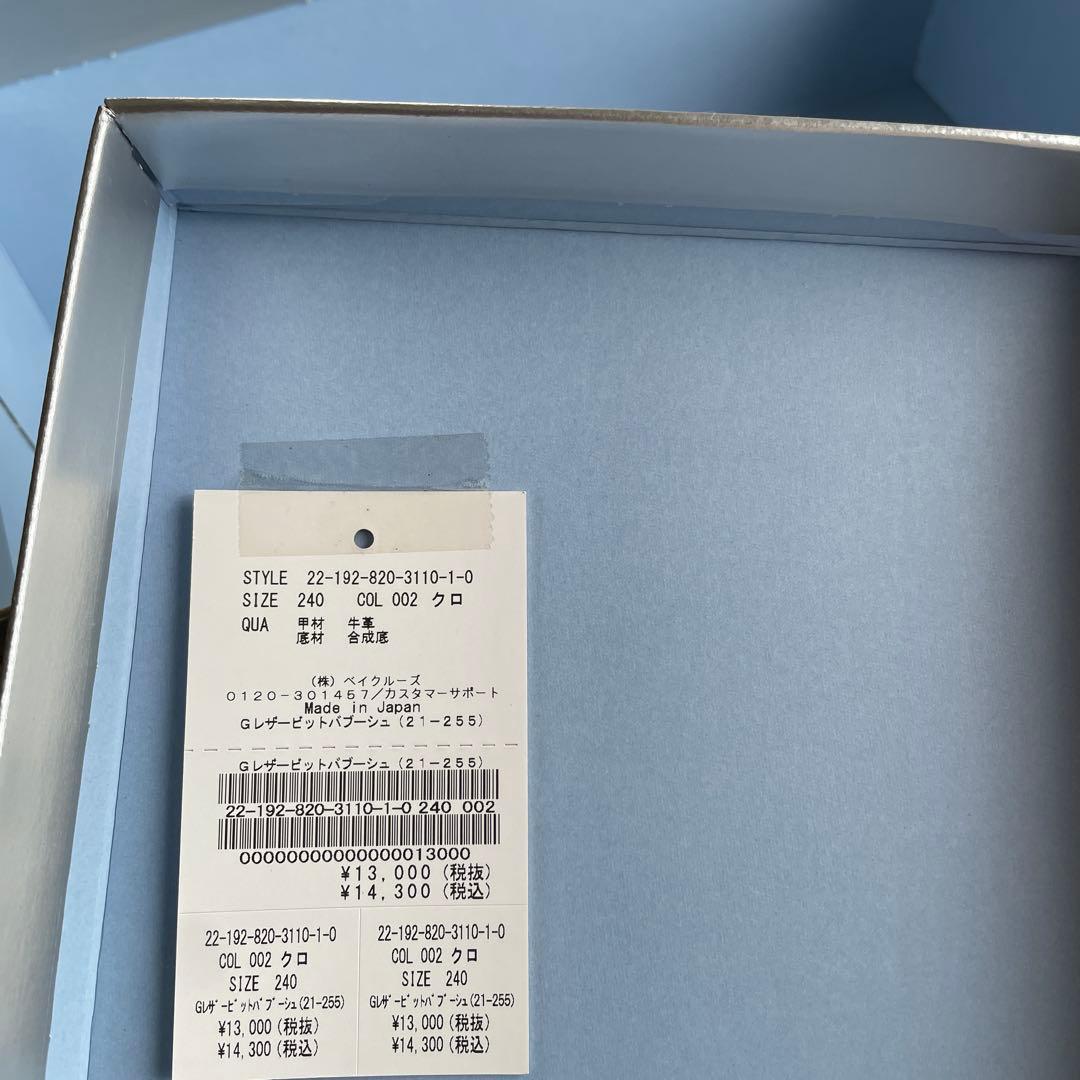 STYLE 22-192-820-3110-1-0
SIZE 240 COL 002 クロ
QUA 甲材 牛革
底材 合成底
(株) ベイクルーズ
0120-301457/カスタマーサポート
Made in Japan
Gレザービットバブーシュ(21-255)
Gレザービットバブーシュ(21-255)
22-192-820-3110-1-0 240 002
00000000000000013000
¥13,000(税抜)
¥14,300(税込)
22-192-820-3110-1-0
COL 002 クロ
SIZE 240
Gレザービットバブーシュ(21-255)
¥13,000(税抜)
¥14,300(税込)
22-192-820-3110-1-0
COL 002 クロ
SIZE 240
Gレザービットバブーシュ(21-255)
¥13,000(税抜)
¥14,300(税込)